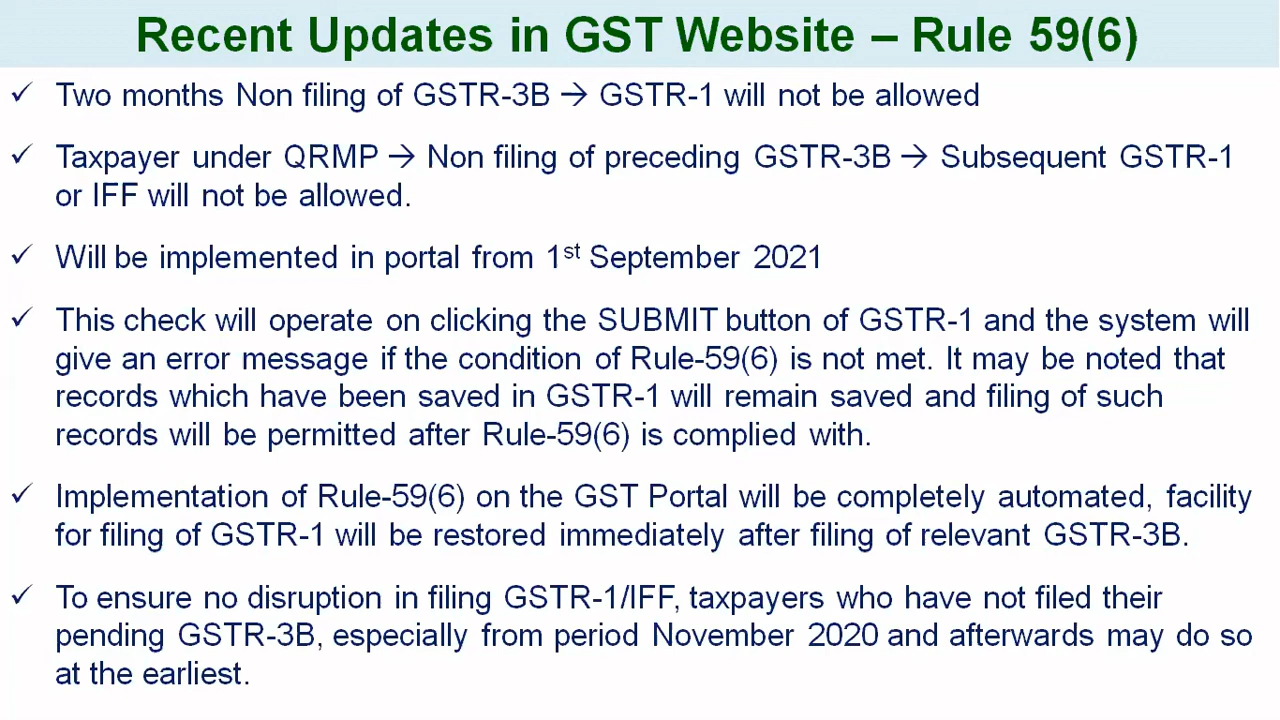 Recent Updates in GST Website – Rule 59(6)
✓ Two months Non filing of GSTR-3B → GSTR-1 will not be allowed
✓ Taxpayer under QRMP → Non filing of preceding GSTR-3B → Subsequent GSTR-1
or IFF will not be allowed.
✓ Will be implemented in portal from 1st September 2021
✓ This check will operate on clicking the SUBMIT button of GSTR-1 and the system will
give an error message if the condition of Rule-59(6) is not met. It may be noted that
records which have been saved in GSTR-1 will remain saved and filing of such
records will be permitted after Rule-59(6) is complied with.
✓ Implementation of Rule-59(6) on the GST Portal will be completely automated, facility
for filing of GSTR-1 will be restored immediately after filing of relevant GSTR-3B.
✓ To ensure no disruption in filing GSTR-1/IFF, taxpayers who have not filed their
pending GSTR-3B, especially from period November 2020 and afterwards may do so
at the earliest.